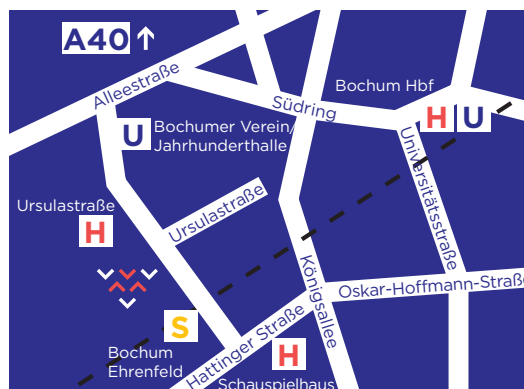 A40
Alleestraße
Südring
Bochum Hbf
H U
U
Bochumer Verein/
Jahrhunderthalle
Universitätsstraße
Ursulastraße
H
Ursulastraße
Königsallee
Oskar-Hoffmann-Straße
S
Bochum
Ehrenfeld
Hattinger Straße
H
Schauspielhaus